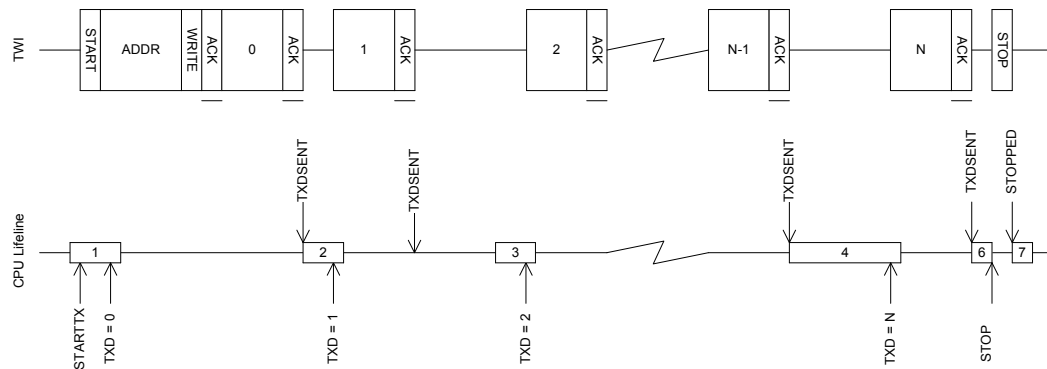 TWI
START
ADDR
WRITE
ACK
0
ACK
1
ACK
2
ACK
N-1
ACK
N
ACK
STOP
CPU Lifeline
TXDSENT
TXDSENT
TXDSENT
TXDSENT
STOPPED
1
2
3
4
6
7
STARTTX
TXD = 0
TXD = 1
TXD = 2
TXD = N
STOP